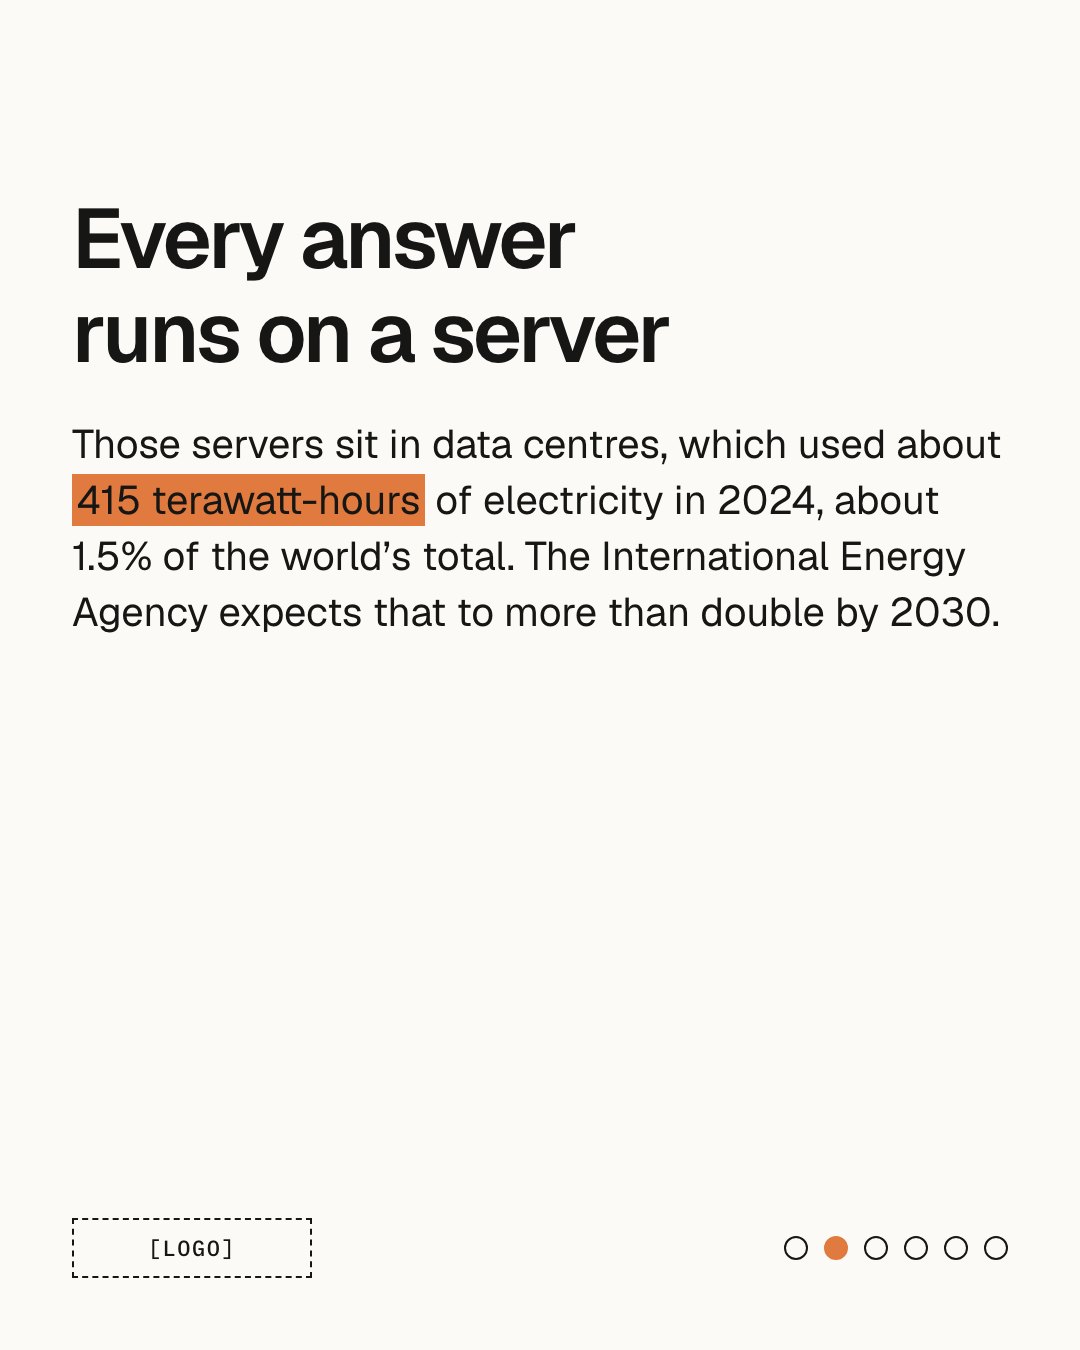 Every answer
runs on a server
Those servers sit in data centres, which used about
415 terawatt-hours of electricity in 2024, about
1.5% of the world’s total. The International Energy
Agency expects that to more than double by 2030.
[LOGO]